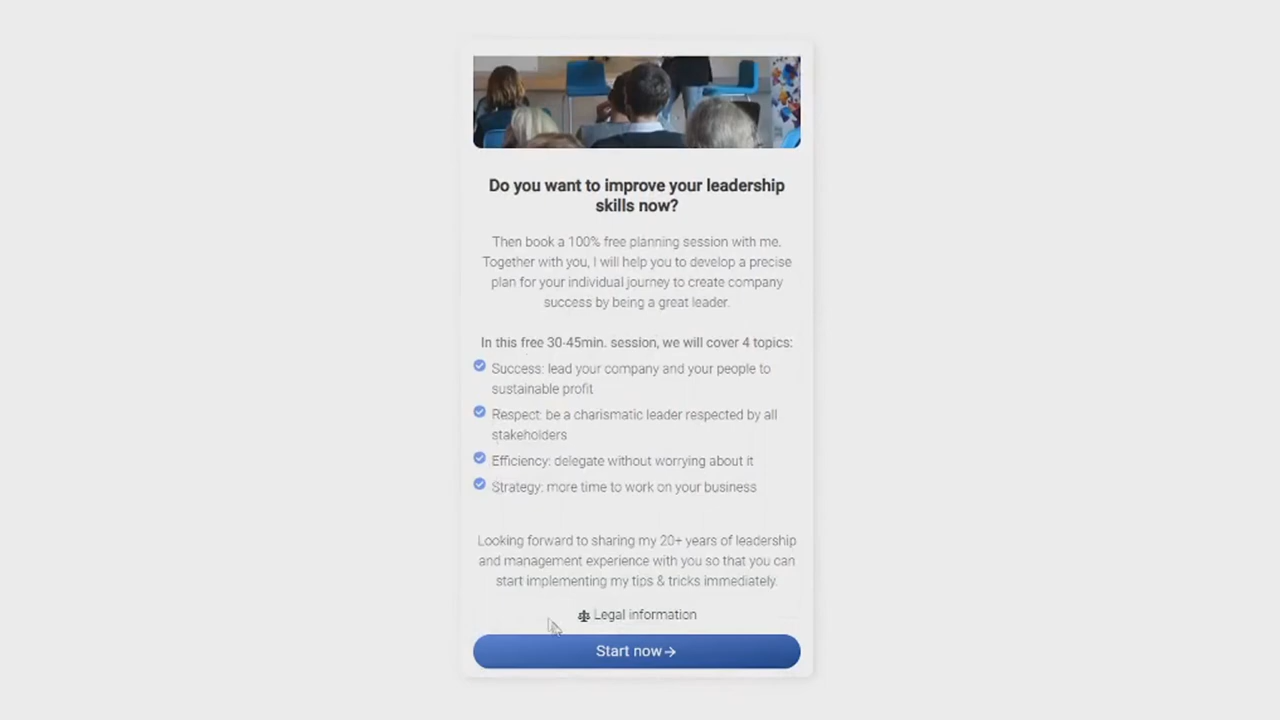 Do you want to improve your leadership
skills now?
Then book a 100% free planning session with me.
Together with you, I will help you to develop a precise
plan for your individual journey to create company
success by being a great leader.
In this free 30-45min. session, we will cover 4 topics:
Success: lead your company and your people to
sustainable profit
Respect: be a charismatic leader respected by all
stakeholders
Efficiency: delegate without worrying about it
Strategy: more time to work on your business
Looking forward to sharing my 20+ years of leadership
and management experience with you so that you can
start implementing my tips & tricks immediately.
Legal information
Start now→